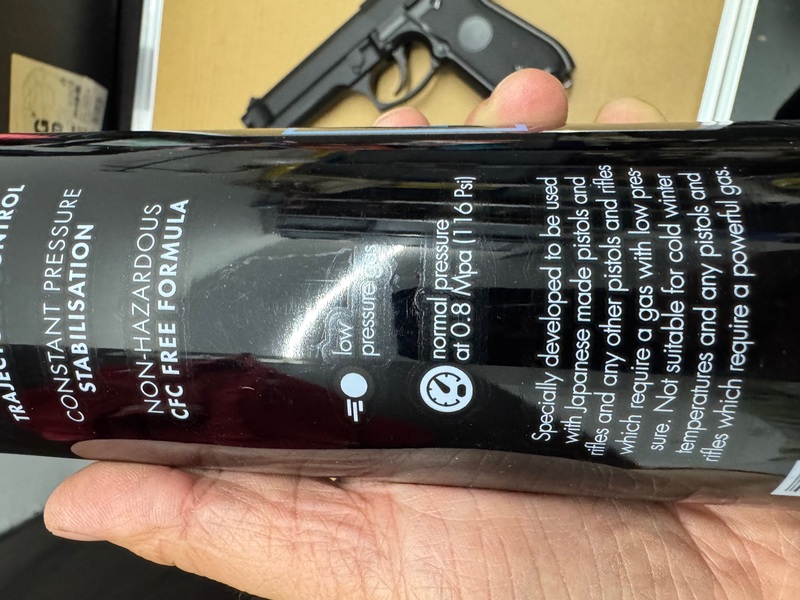 TRAJECTORY CONTROL
CONSTANT PRESSURE
STABILISATION
NON-HAZARDOUS
CFC FREE FORMULA
low
pressure gas
normal pressure
at 0.8 Mpa (116 Psi)
Specially developed to be used
with Japanese made pistols and
rifles and any other pistols and rifles
which require a gas with low pres-
sure. Not suitable for cold winter
temperatures and any pistols and
rifles which require a powerful gas.